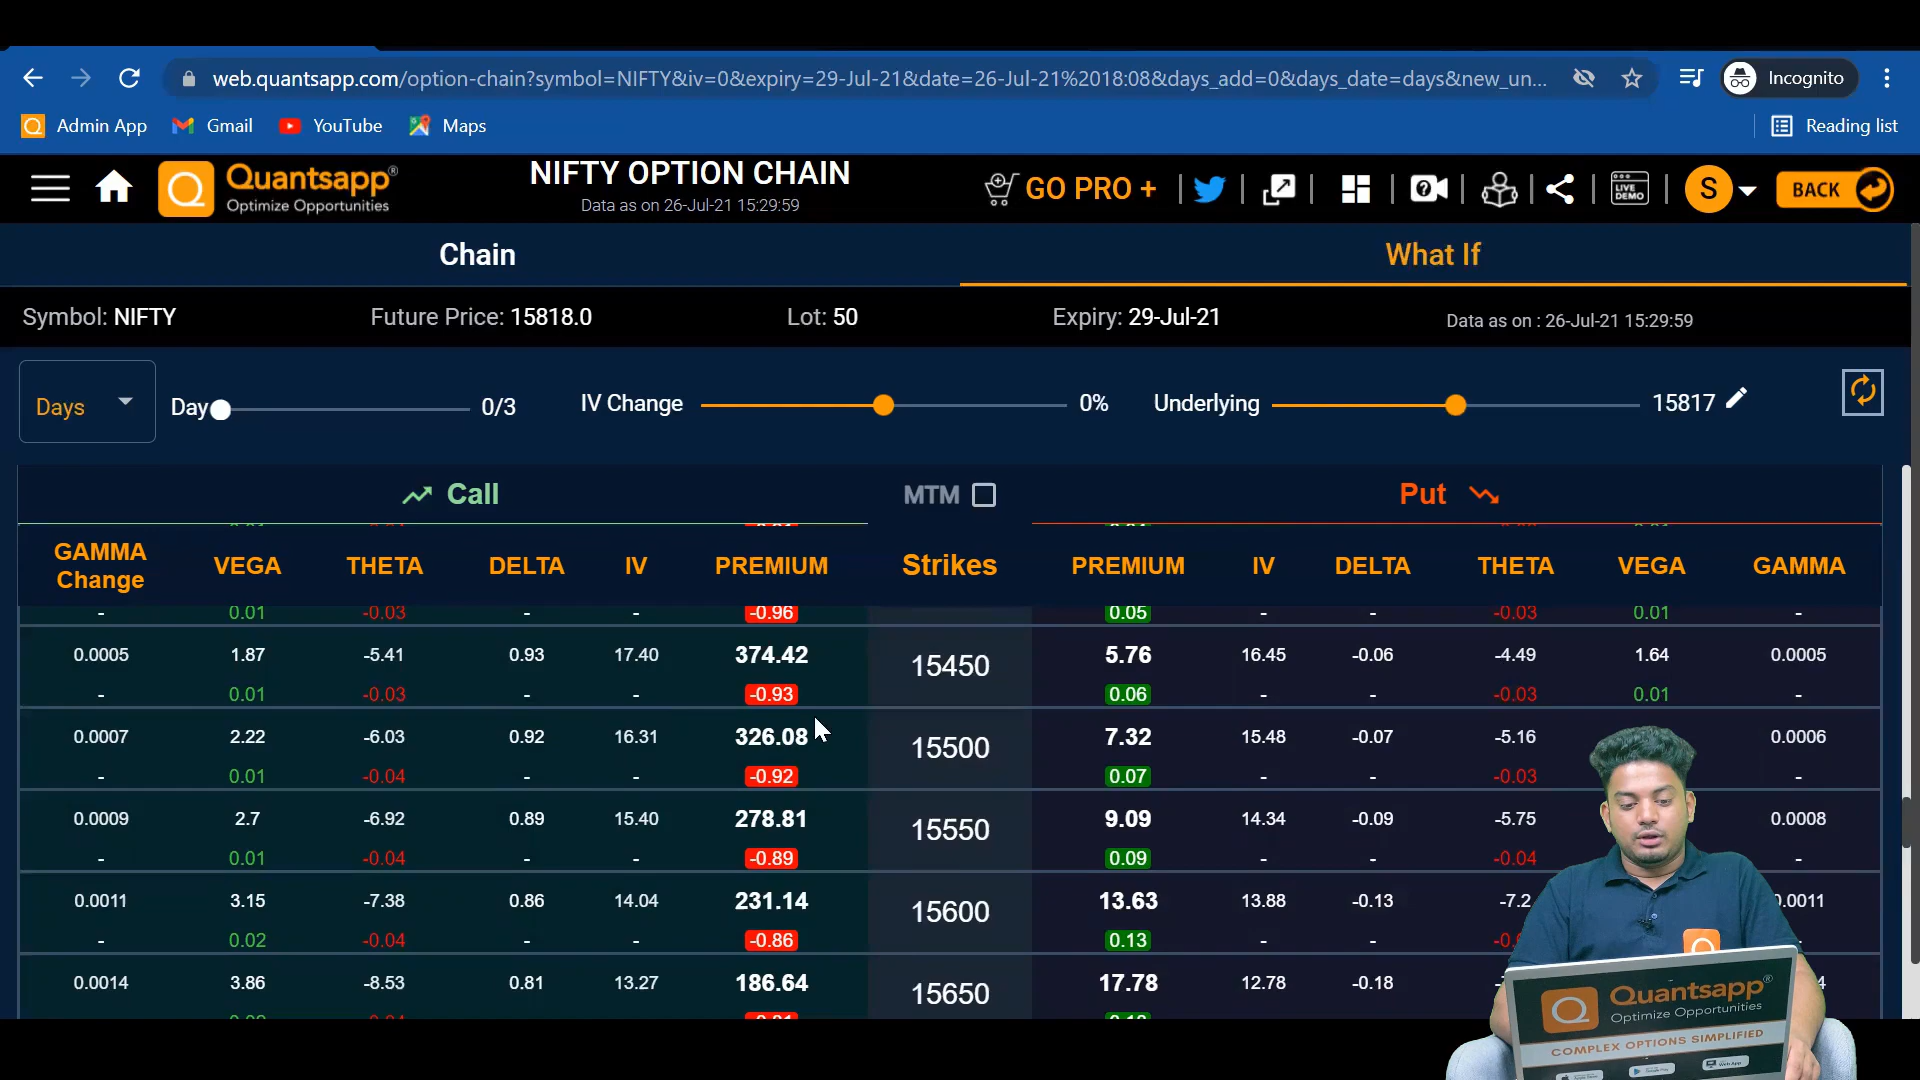 web.quantsapp.com/option-chain?symbol=NIFTY&iv=0&expiry=29-Jul-21&date=26-Jul-21%2018:08&days_add=0&days_date=days&new_un...
Incognito
Admin App Gmail YouTube Maps Reading list
Quantsapp®
Optimize Opportunities
NIFTY OPTION CHAIN
Data as on 26-Jul-21 15:29:59
GO PRO +
LIVE DEMO
S
BACK
Chain What If
Symbol: NIFTY Future Price: 15818.0 Lot: 50 Expiry: 29-Jul-21 Data as on : 26-Jul-21 15:29:59
Days Day 0/3 IV Change 0% Underlying 15817
Call MTM Put
GAMMA Change VEGA THETA DELTA IV PREMIUM Strikes PREMIUM IV DELTA THETA VEGA GAMMA
- 0.01 -0.03 - - -0.96 0.05 - - -0.03 0.01 -
0.0005 1.87 -5.41 0.93 17.40 374.42 15450 5.76 16.45 -0.06 -4.49 1.64 0.0005
- 0.01 -0.03 - - -0.93 0.06 - - -0.03 0.01 -
0.0007 2.22 -6.03 0.92 16.31 326.08 15500 7.32 15.48 -0.07 -5.16 0.0006
- 0.01 -0.04 - - -0.92 0.07 - - -0.03 -
0.0009 2.7 -6.92 0.89 15.40 278.81 15550 9.09 14.34 -0.09 -5.75 0.0008
- 0.01 -0.04 - - -0.89 0.09 - - -0.04 -
0.0011 3.15 -7.38 0.86 14.04 231.14 15600 13.63 13.88 -0.13 -7.2 .0011
- 0.02 -0.04 - - -0.86 0.13 - -
0.0014 3.86 -8.53 0.81 13.27 186.64 15650 17.78 12.78 -0.18
Quantsapp®
Optimize Opportunities
COMPLEX OPTIONS SIMPLIFIED